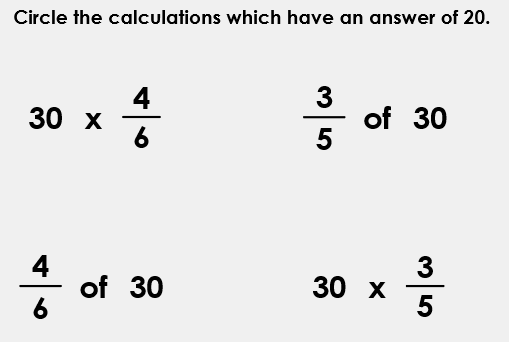 Circle the calculations which have an answer of 20.
30 x 4/6
3/5 of 30
4/6 of 30
30 x 3/5